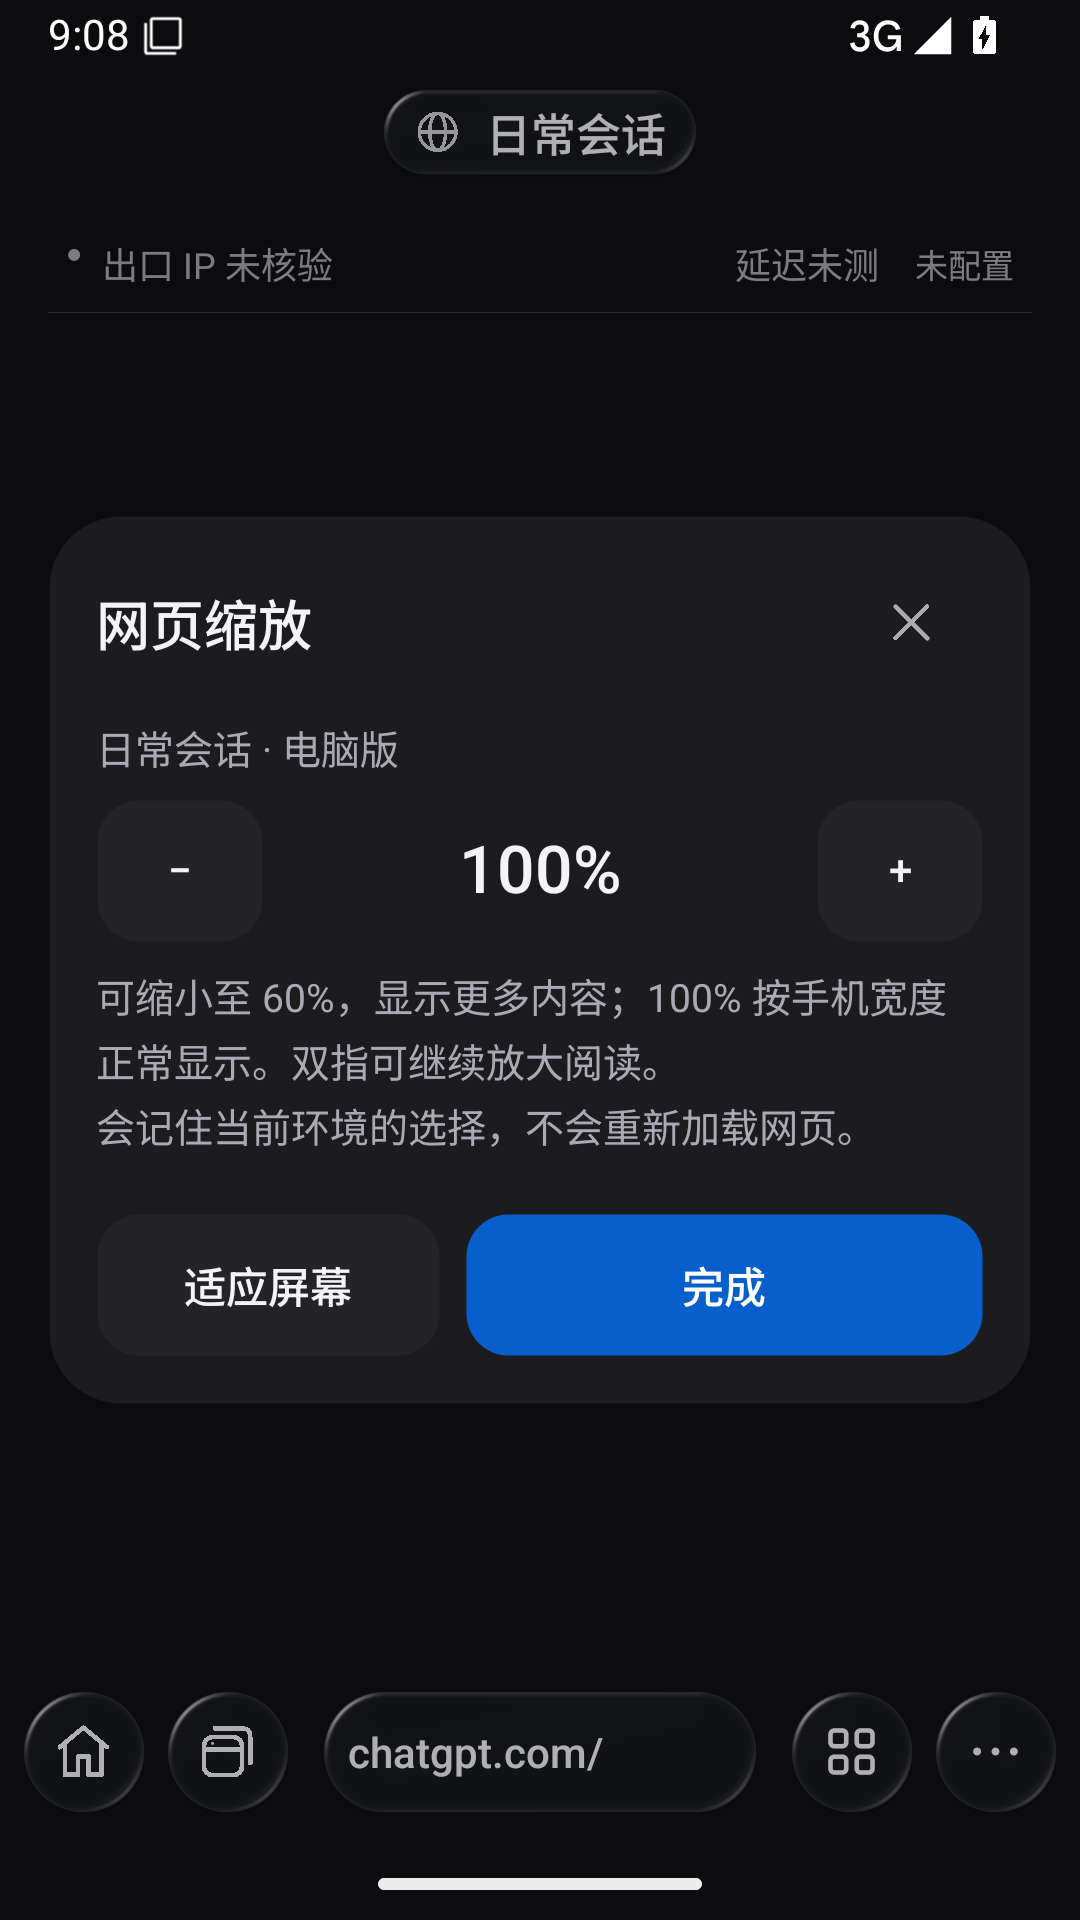 9:08
3G
日常会话
出口 IP 未核验
延迟未测
未配置
网页缩放
日常会话 · 电脑版
−
100%
+
可缩小至 60%，显示更多内容；100% 按手机宽度
正常显示。双指可继续放大阅读。
会记住当前环境的选择，不会重新加载网页。
适应屏幕
完成
chatgpt.com/